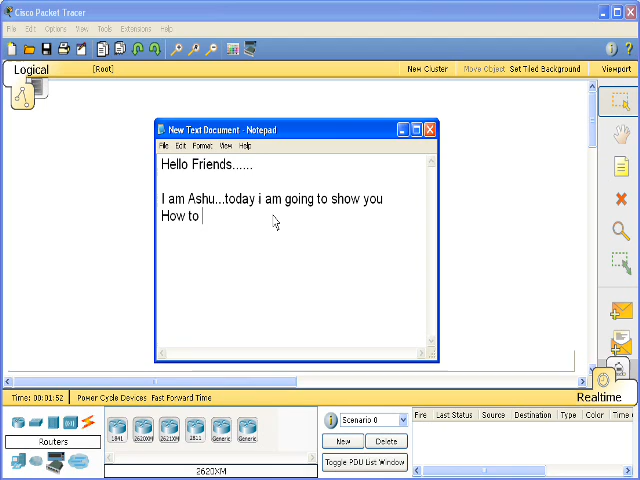 Cisco Packet Tracer
File Edit Options View Tools Extensions Help
Logical [Root] New Cluster Move Object Set Tiled Background Viewport
New Text Document - Notepad
File Edit Format View Help
Hello Friends......
I am Ashu...today i am going to show you
How to
Realtime
Time: 00:01:52 Power Cycle Devices Fast Forward Time
Routers
1841 2620XM 2621XM 2811 Generic Generic
2620XM
Scenario 0
New Delete
Toggle PDU List Window
Fire Last Status Source Destination Type Color Time